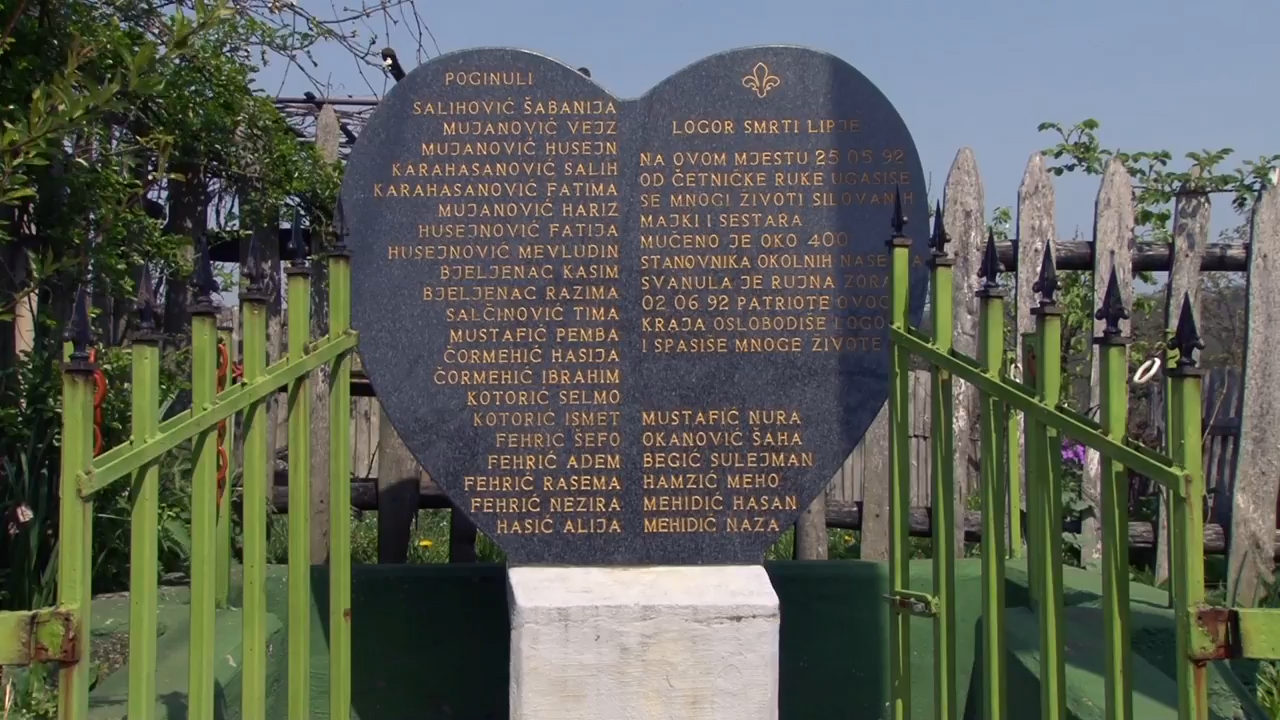 POGINULI
SALIHOVIĆ ŠABANIJA
MUJANOVIĆ VEJZ
MUJANOVIĆ HUSEJN
KARAHASANOVIĆ SALIH
KARAHASANOVIĆ FATIMA
MUJANOVIĆ HARIZ
HUSEJNOVIĆ FATIJA
HUSEJNOVIĆ MEVLUDIN
BJELJENAC KASIM
BJELJENAC RAZIMA
SALČINOVIĆ TIMA
MUSTAFIĆ PEMBA
ČORMEHIĆ HASIJA
ČORMEHIĆ IBRAHIM
KOTORIĆ SELMO
KOTORIĆ ISMET
FEHRIĆ ŠEFO
FEHRIĆ ADEM
FEHRIĆ RASEMA
FEHRIĆ NEZIRA
HASIĆ ALIJA
LOGOR SMRTI LIPJE
NA OVOM MJESTU 25 05 92
OD ČETNIČKE RUKE UGASIŠE
SE MNOGI ŽIVOTI SILOVANIH
MAJKI I SESTARA
MUČENO JE OKO 400
STANOVNIKA OKOLNIH NASELJA
SVANULA JE RUJNA ZORA
02 06 92 PATRIOTE OVOG
KRAJA OSLOBODIŠE LOGOR
I SPASIŠE MNOGE ŽIVOTE
MUSTAFIĆ NURA
OKANOVIĆ ŠAHA
BEGIĆ SULEJMAN
HAMZIĆ MEHO
MEHIDIĆ HASAN
MEHIDIĆ NAZA